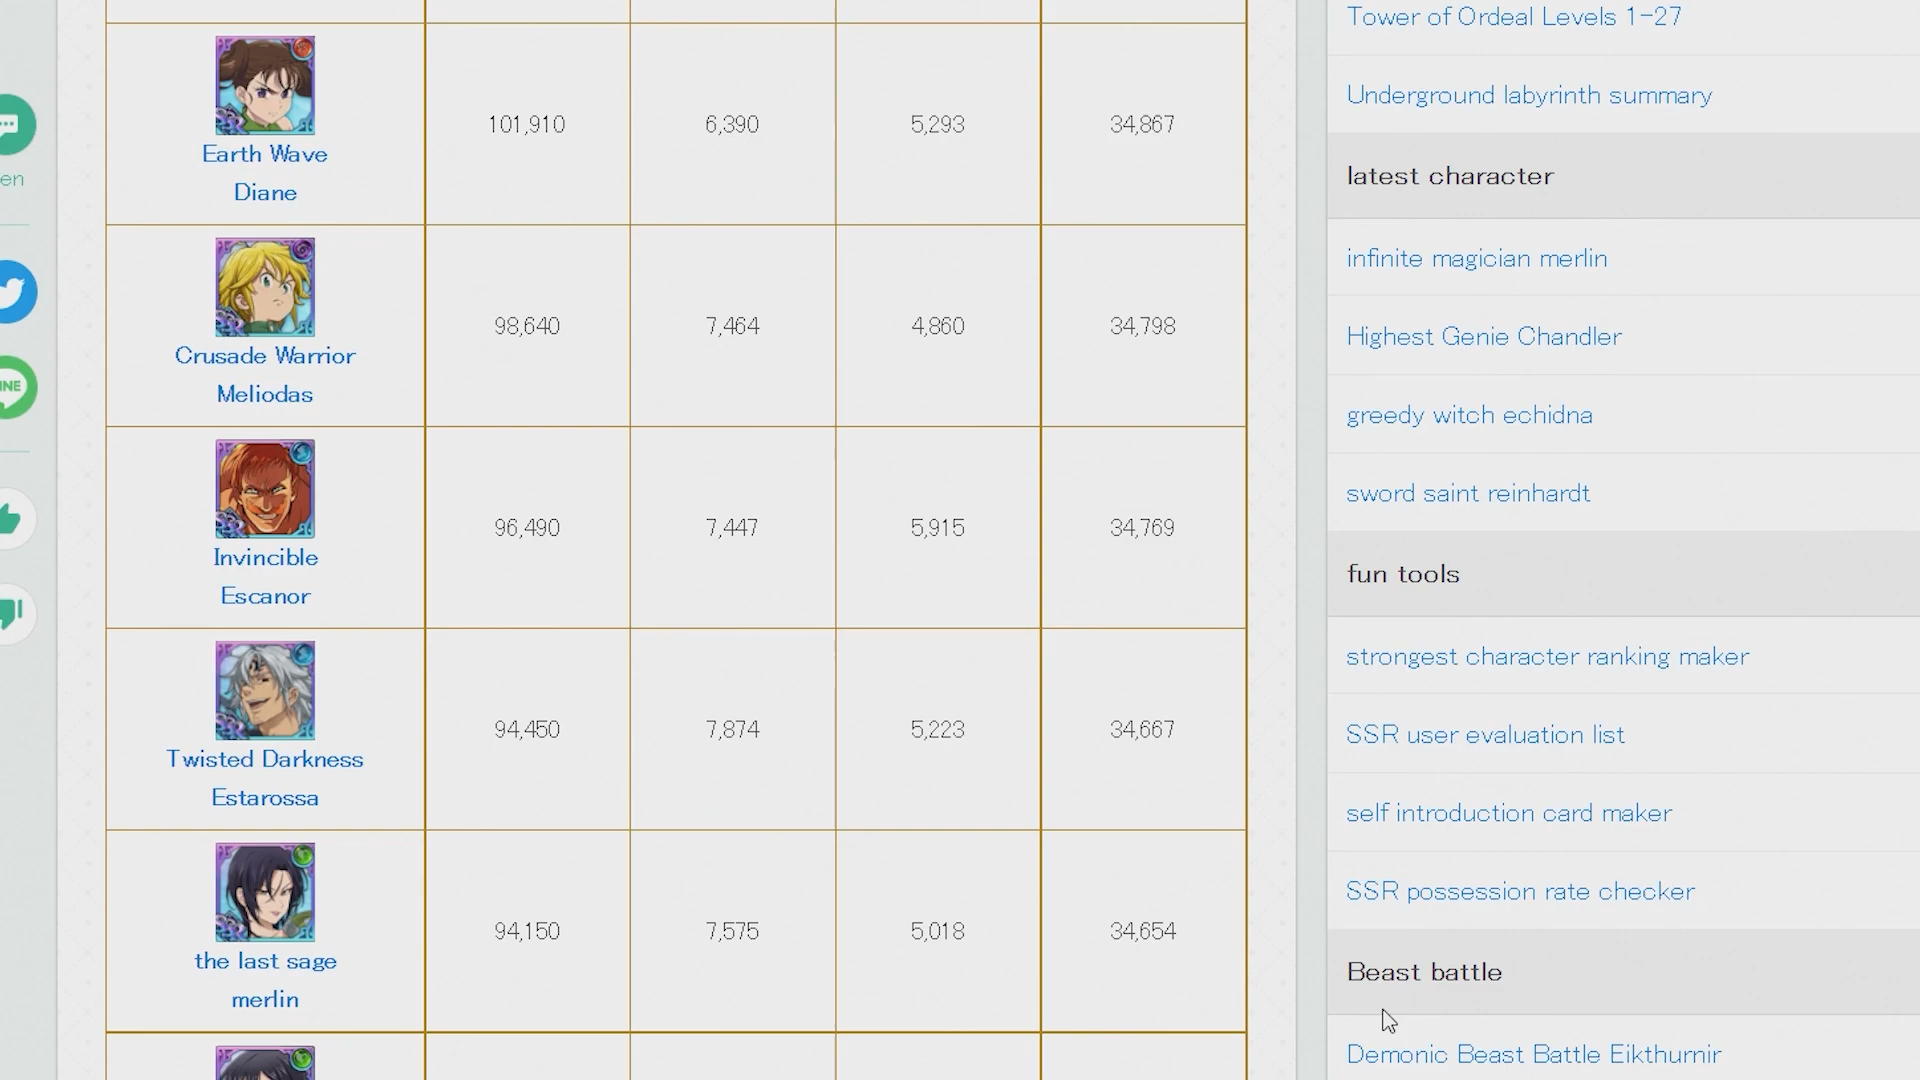 Earth Wave
Diane
101,910
6,390
5,293
34,867
Crusade Warrior
Meliodas
98,640
7,464
4,860
34,798
Invincible
Escanor
96,490
7,447
5,915
34,769
Twisted Darkness
Estarossa
94,450
7,874
5,223
34,667
the last sage
merlin
94,150
7,575
5,018
34,654
en
INE
Tower of Ordeal Levels 1-27
Underground labyrinth summary
latest character
infinite magician merlin
Highest Genie Chandler
greedy witch echidna
sword saint reinhardt
fun tools
strongest character ranking maker
SSR user evaluation list
self introduction card maker
SSR possession rate checker
Beast battle
Demonic Beast Battle Eikthurnir